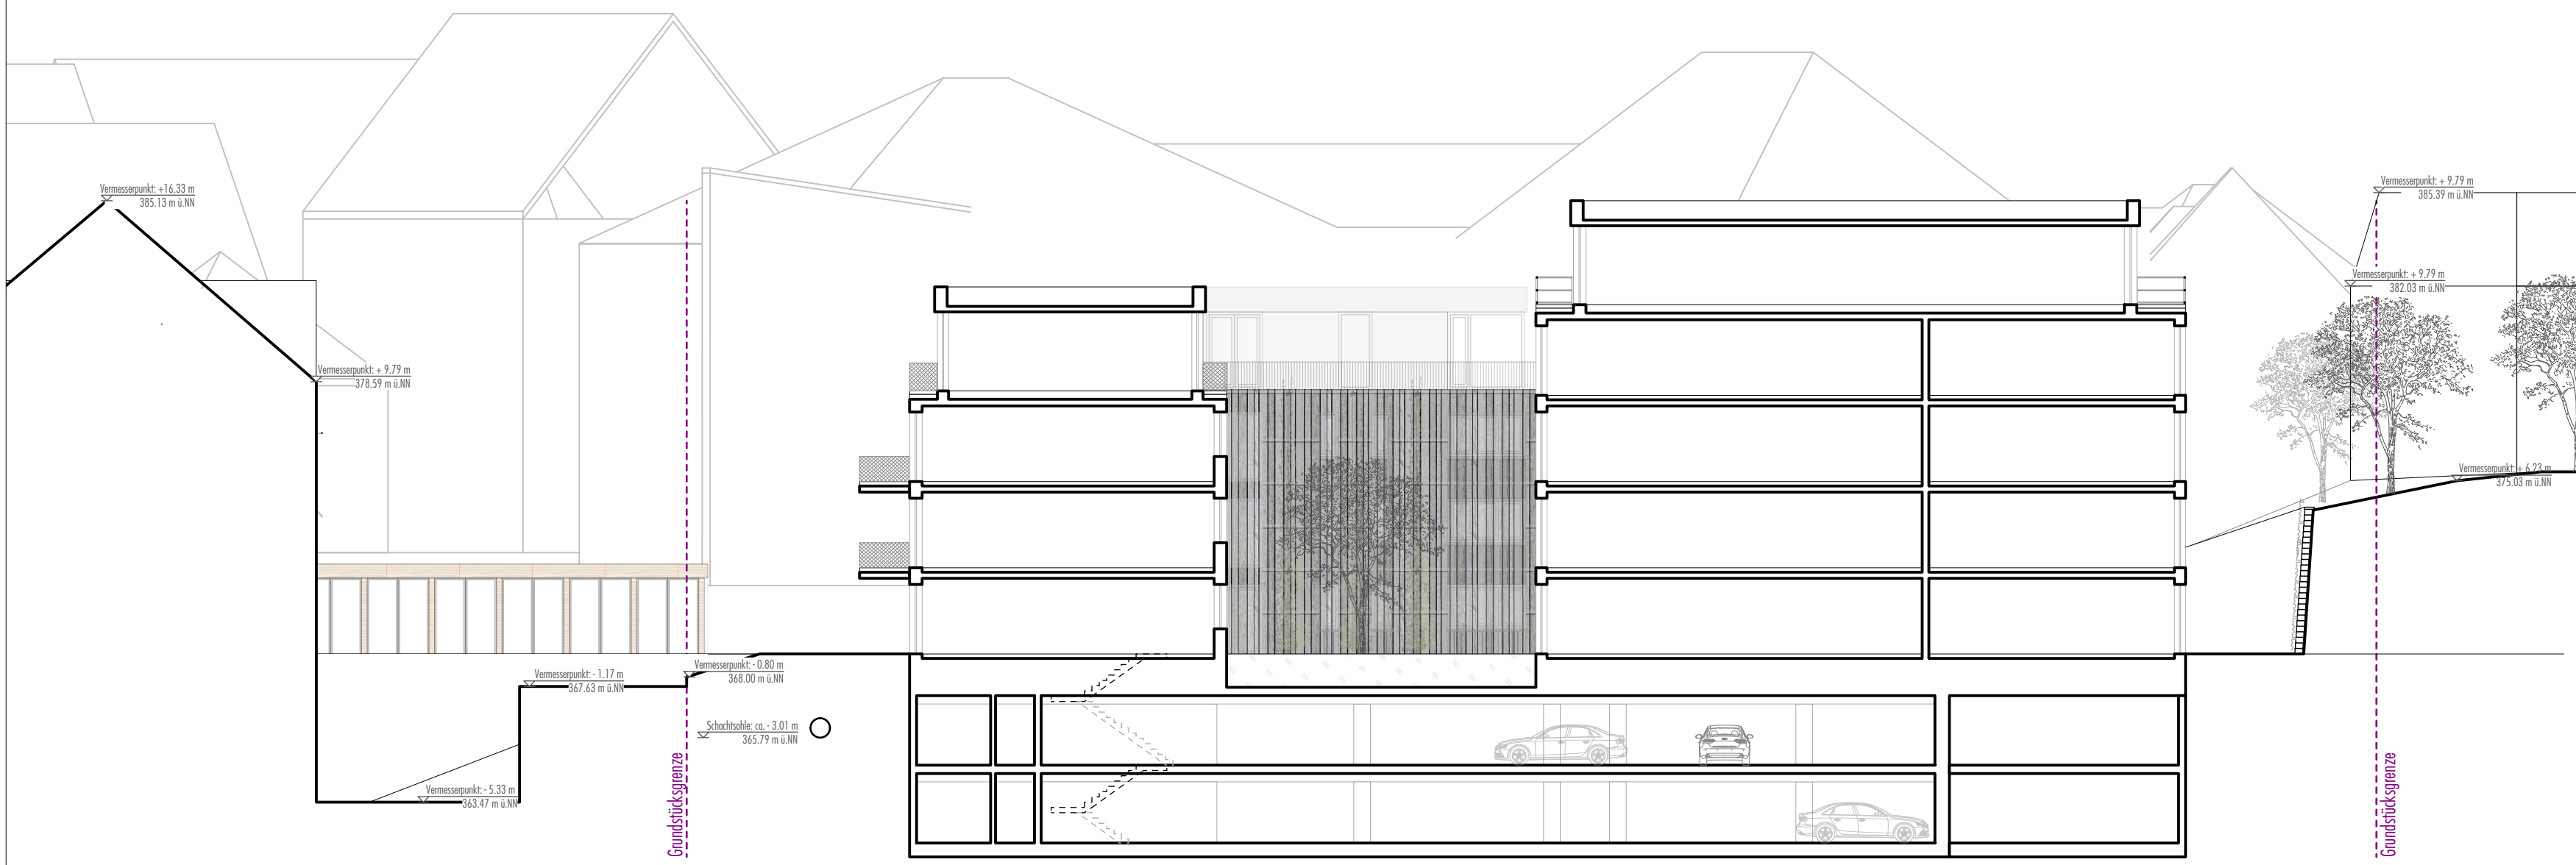 Vermesserpunkt: +16.33 m
385.13 m ü.NN
Vermesserpunkt: + 9.79 m
385.39 m ü.NN
Vermesserpunkt: + 9.79 m
382.03 m ü.NN
Vermesserpunkt: + 9.79 m
378.59 m ü.NN
Vermesserpunkt: + 6.23 m
375.03 m ü.NN
Vermesserpunkt: - 0.80 m
368.00 m ü.NN
Vermesserpunkt: - 1.17 m
367.63 m ü.NN
Schachtsohle: ca. - 3.01 m
365.79 m ü.NN
Vermesserpunkt: - 5.33 m
363.47 m ü.NN
Grundstücksgrenze
Grundstücksgrenze